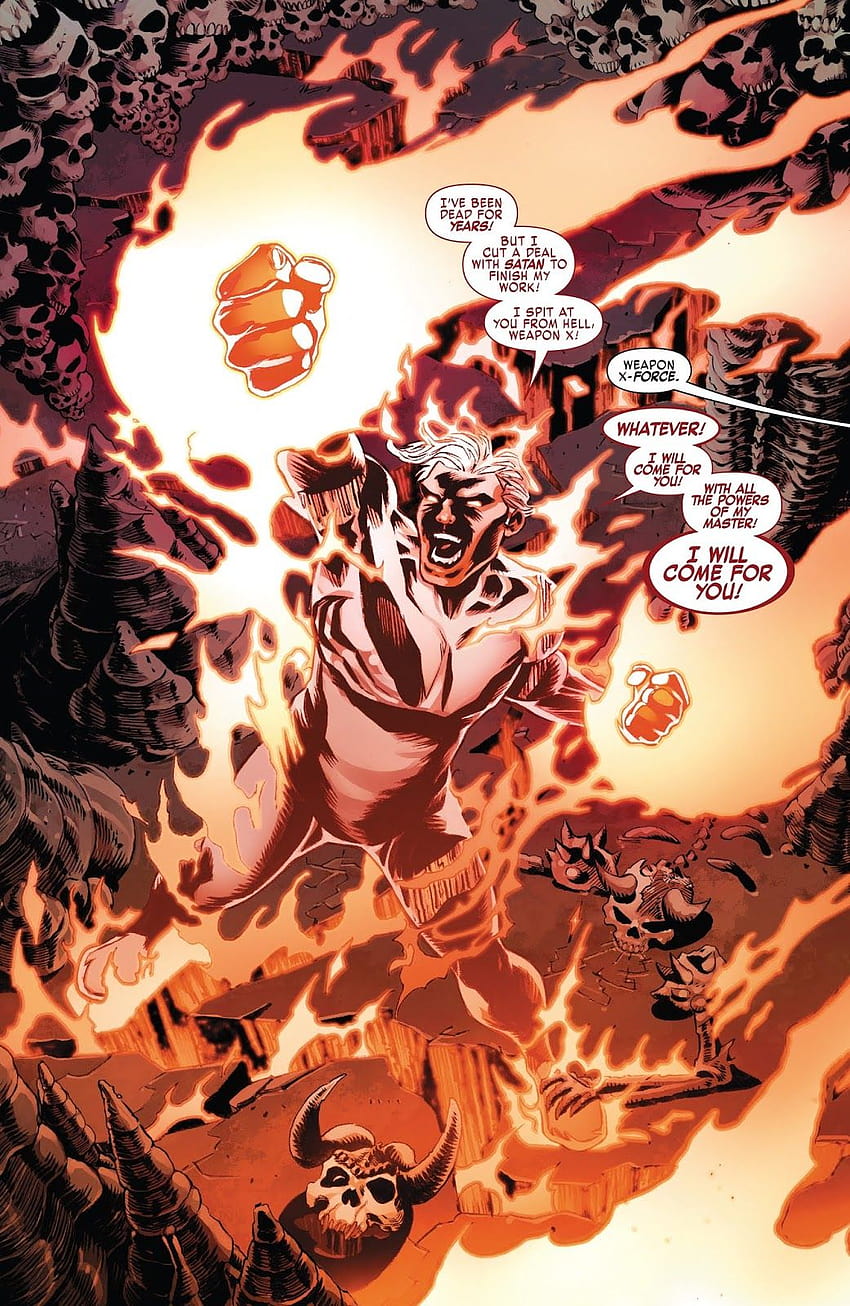 I'VE BEEN
DEAD FOR
YEARS!
BUT I
CUT A DEAL
WITH SATAN TO
FINISH MY
WORK!
I SPIT AT
YOU FROM HELL,
WEAPON X!
WEAPON
X-FORCE.
WHATEVER!
I WILL
COME FOR
YOU!
WITH ALL
THE POWERS
OF MY
MASTER!
I WILL
COME FOR
YOU!